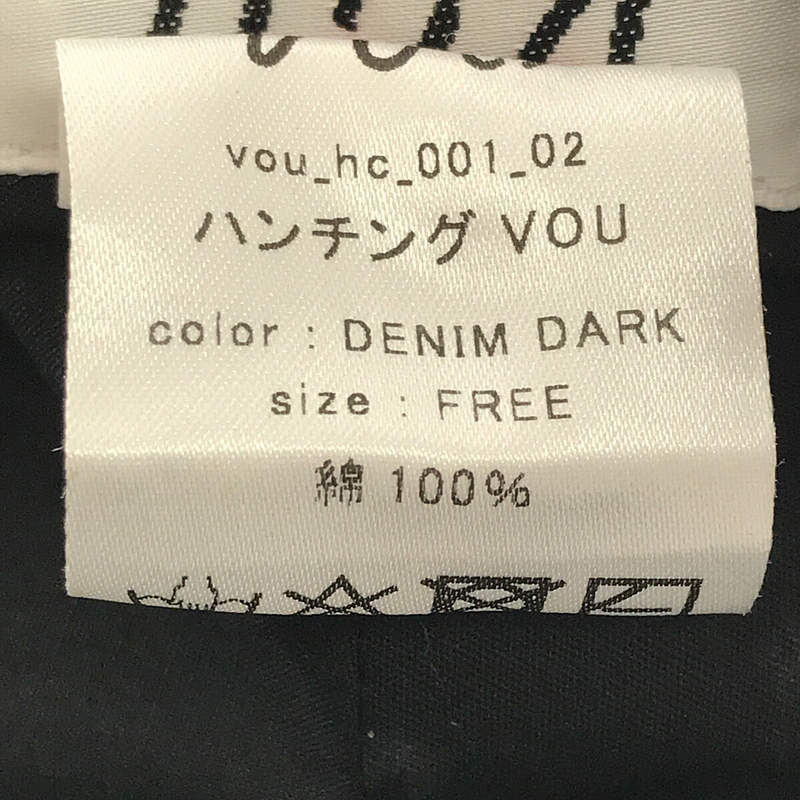 vou_hc_001_02
ハンチング VOU
color : DENIM DARK
size : FREE
綿 100%